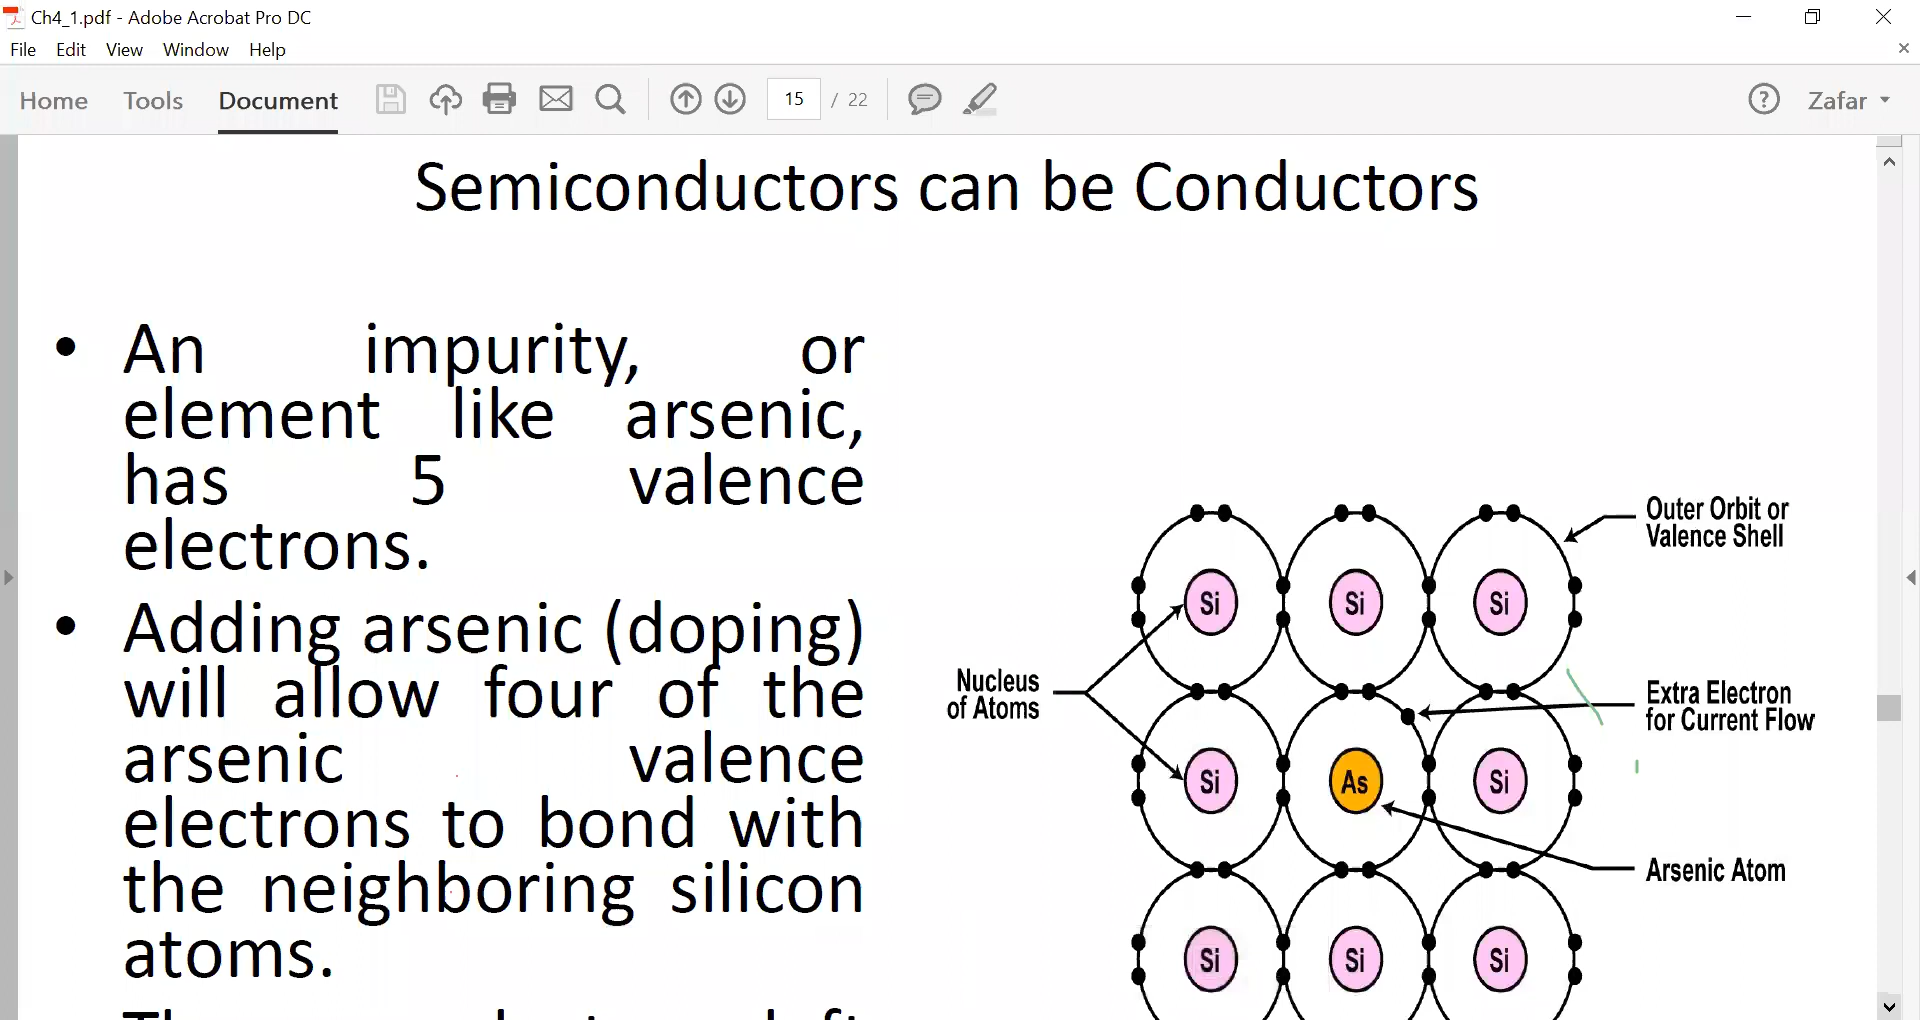 Ch4_1.pdf - Adobe Acrobat Pro DC
File Edit View Window Help
Home Tools Document 15 / 22 Zafar
Semiconductors can be Conductors
• An impurity, or
element like arsenic,
has 5 valence
electrons.
• Adding arsenic (doping)
will allow four of the
arsenic valence
electrons to bond with
the neighboring silicon
atoms.
Outer Orbit or
Valence Shell
Si Si Si
Nucleus
of Atoms
Extra Electron
for Current Flow
Si As Si
Arsenic Atom
Si Si Si